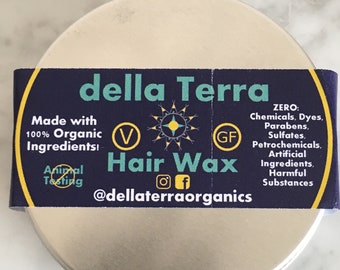 della Terra
Made with
100% Organic
Ingredients!
V
GF
ZERO:
Chemicals, Dyes,
Parabens,
Sulfates,
Petrochemicals,
Artificial
Ingredients,
Harmful
Substances
Hair Wax
Animal
Testing
@dellaterraorganics